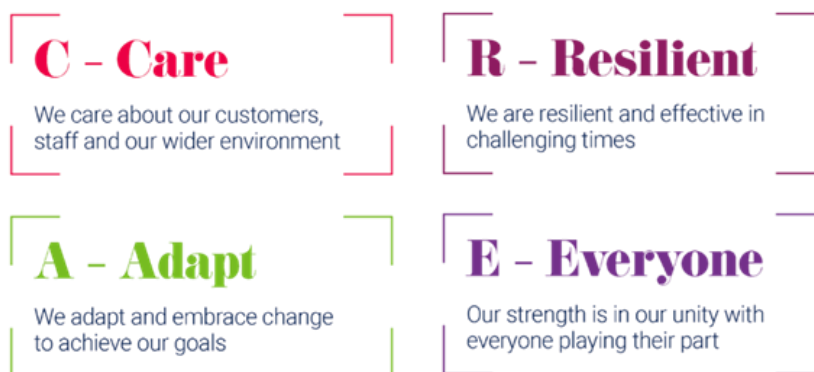 C – Care
We care about our customers,
staff and our wider environment
R – Resilient
We are resilient and effective in
challenging times
A – Adapt
We adapt and embrace change
to achieve our goals
E – Everyone
Our strength is in our unity with
everyone playing their part